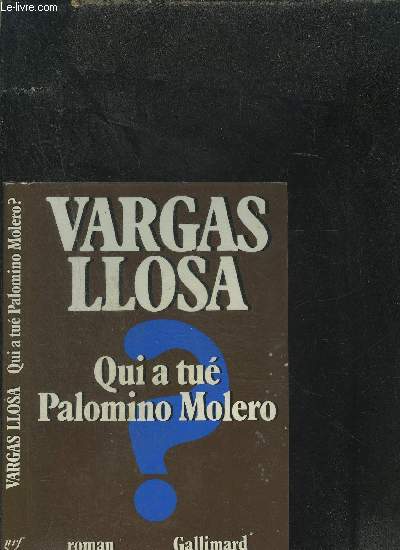 Le-livre.com
VARGAS LLOSA Qui a tué Palomino Molero?
nrf
VARGAS
LLOSA
?
Qui a tué
Palomino Molero
roman Gallimard